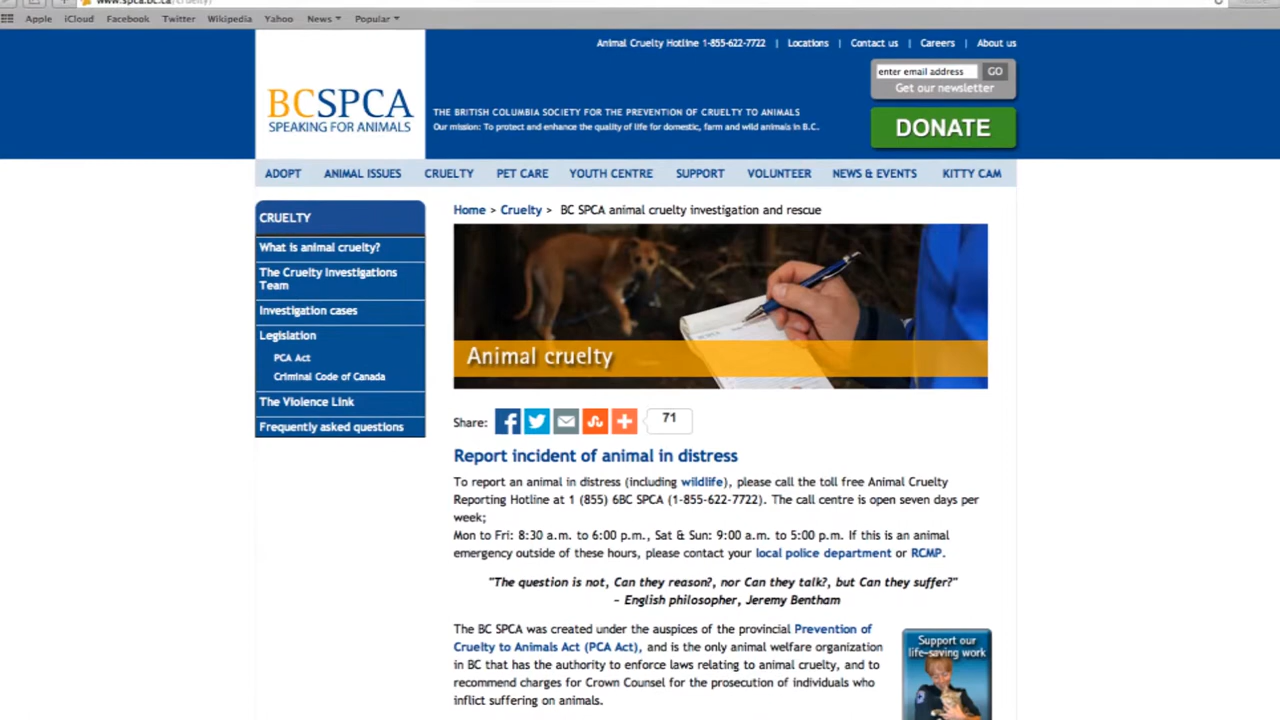 www.spca.bc.ca/cruelty/
Apple iCloud Facebook Twitter Wikipedia Yahoo News Popular
Animal Cruelty Hotline 1-855-622-7722 | Locations | Contact us | Careers | About us
enter email address GO
Get our newsletter
BCSPCA
SPEAKING FOR ANIMALS
THE BRITISH COLUMBIA SOCIETY FOR THE PREVENTION OF CRUELTY TO ANIMALS
Our mission: To protect and enhance the quality of life for domestic, farm and wild animals in B.C.
DONATE
ADOPT ANIMAL ISSUES CRUELTY PET CARE YOUTH CENTRE SUPPORT VOLUNTEER NEWS & EVENTS KITTY CAM
CRUELTY
What is animal cruelty?
The Cruelty Investigations
Team
Investigation cases
Legislation
PCA Act
Criminal Code of Canada
The Violence Link
Frequently asked questions
Home > Cruelty > BC SPCA animal cruelty investigation and rescue
Animal cruelty
Share: 71
Report incident of animal in distress
To report an animal in distress (including wildlife), please call the toll free Animal Cruelty
Reporting Hotline at 1 (855) 6BC SPCA (1-855-622-7722). The call centre is open seven days per
week;
Mon to Fri: 8:30 a.m. to 6:00 p.m., Sat & Sun: 9:00 a.m. to 5:00 p.m. If this is an animal
emergency outside of these hours, please contact your local police department or RCMP.
"The question is not, Can they reason?, nor Can they talk?, but Can they suffer?"
– English philosopher, Jeremy Bentham
The BC SPCA was created under the auspices of the provincial Prevention of
Cruelty to Animals Act (PCA Act), and is the only animal welfare organization
in BC that has the authority to enforce laws relating to animal cruelty, and to
recommend charges for Crown Counsel for the prosecution of individuals who
inflict suffering on animals.
Support our
life-saving work